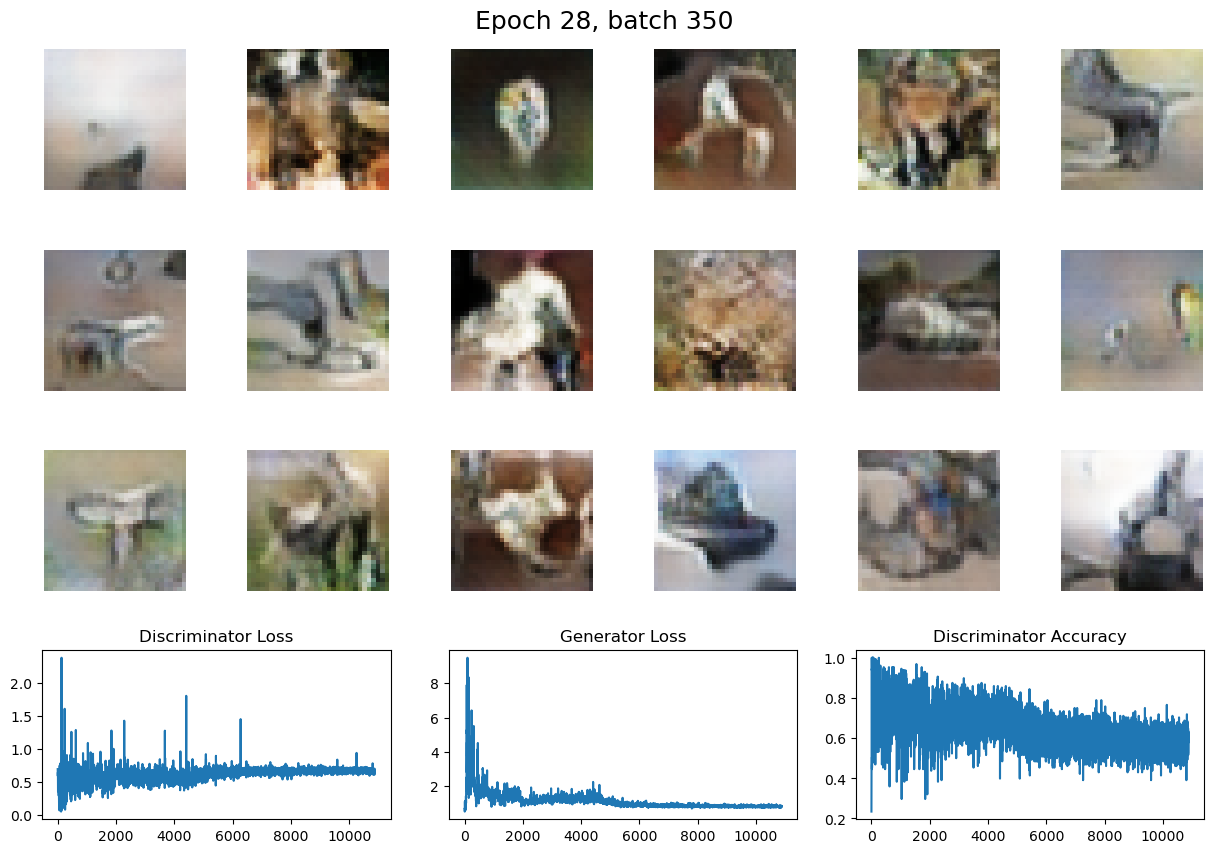 Epoch 28, batch 350
Discriminator Loss
Generator Loss
Discriminator Accuracy
2.0
1.5
1.0
0.5
0.0
0 2000 4000 6000 8000 10000
8
6
4
2
0 2000 4000 6000 8000 10000
1.0
0.8
0.6
0.4
0.2
0 2000 4000 6000 8000 10000